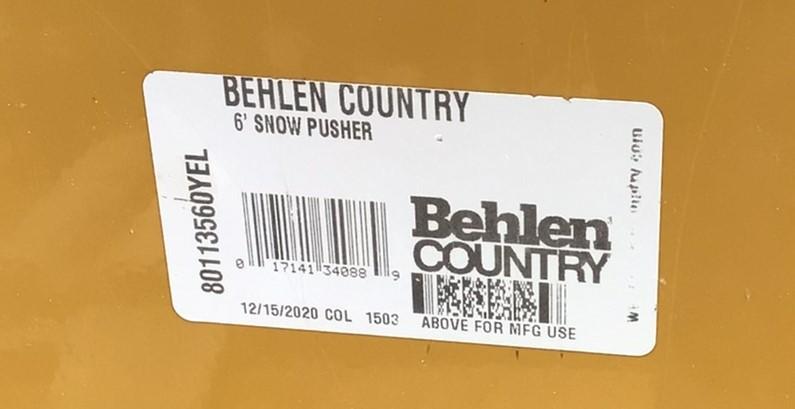 BEHLEN COUNTRY
6' SNOW PUSHER
80113560YEL
0 17141 34088 9
Behlen
COUNTRY
12/15/2020 COL 1503
ABOVE FOR MFG USE